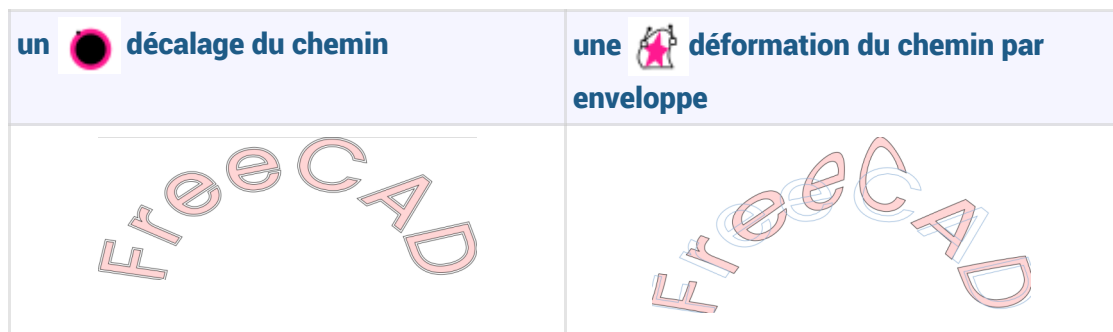 un décalage du chemin
une déformation du chemin par
enveloppe
FreeCAD
FreeCAD